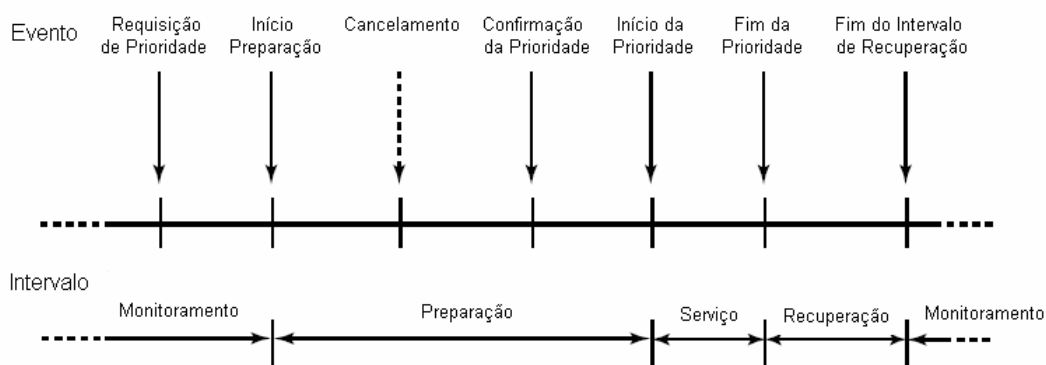 Evento
Requisição
de Prioridade
Início
Preparação
Cancelamento
Confirmação
da Prioridade
Início da
Prioridade
Fim da
Prioridade
Fim do Intervalo
de Recuperação
Intervalo
Monitoramento
Preparação
Serviço
Recuperação
Monitoramento